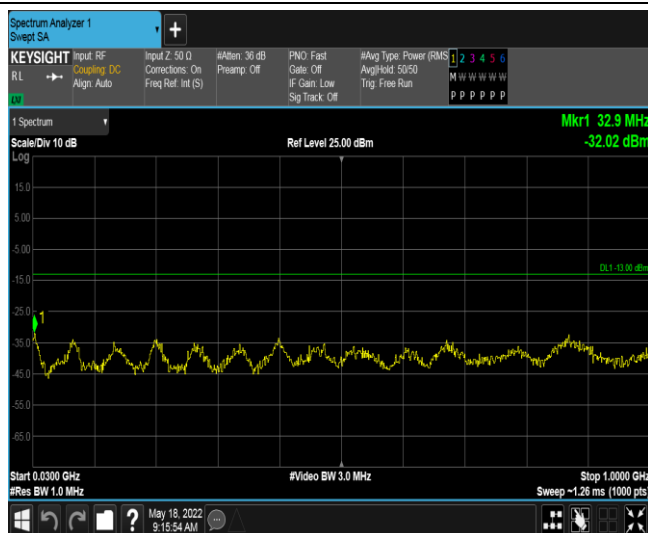 Spectrum Analyzer 1
Swept SA
+
KEYSIGHT
R L
LXI
Input: RF
Coupling: DC
Align: Auto
Input Z: 50 Ω
Corrections: On
Freq Ref: Int (S)
#Atten: 36 dB
Preamp: Off
PNO: Fast
Gate: Off
IF Gain: Low
Sig Track: Off
#Avg Type: Power (RMS
Avg|Hold: 50/50
Trig: Free Run
1 2 3 4 5 6
M W W W W W
P P P P P P
1 Spectrum
Mkr1 32.9 MHz
Scale/Div 10 dB
Ref Level 25.00 dBm
-32.02 dBm
Log
15.0
5.00
-5.00
DL1 -13.00 dBm
-15.0
-25.0
1
-35.0
-45.0
-55.0
-65.0
Start 0.0300 GHz
#Video BW 3.0 MHz
Stop 1.0000 GHz
#Res BW 1.0 MHz
Sweep ~1.26 ms (1000 pts)
?
May 18, 2022
9:15:54 AM